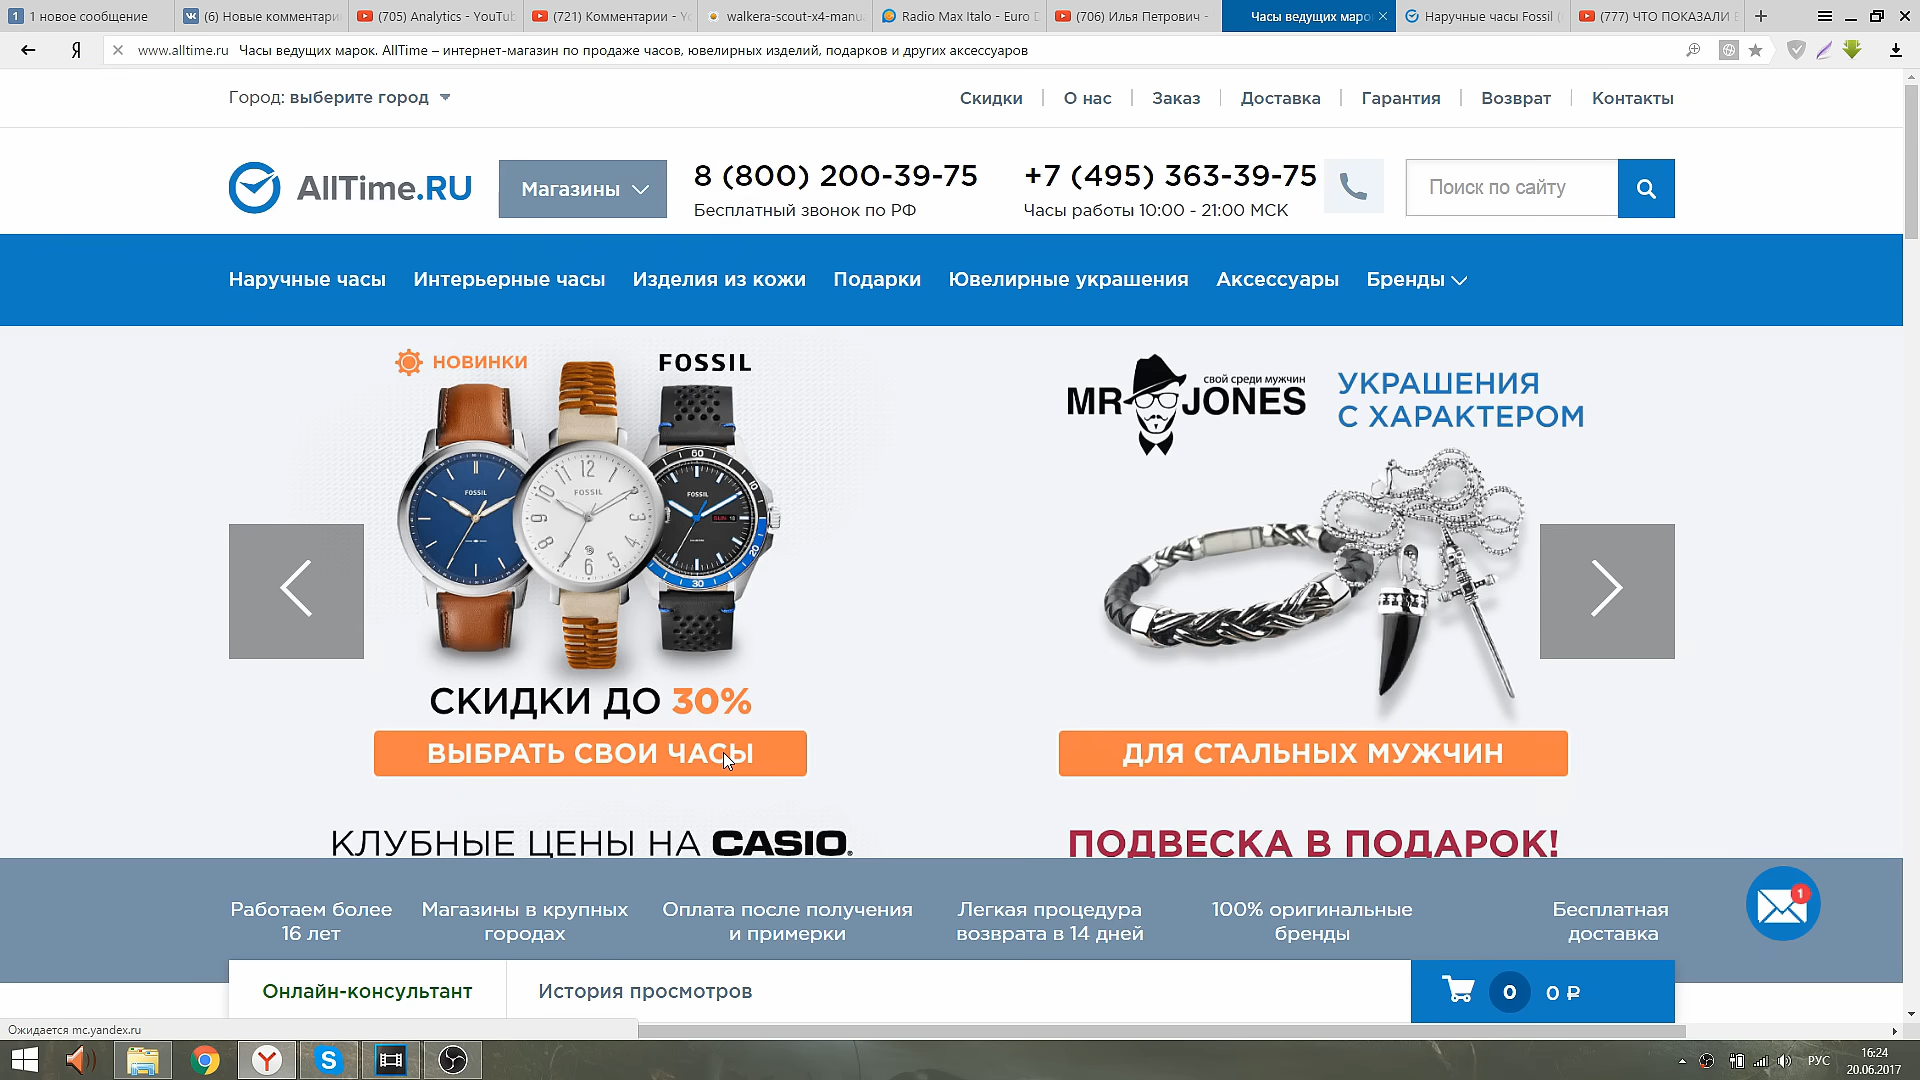 1 новое сообщение
(6) Новые комментари
(705) Analytics - YouTub
(721) Комментарии - Yo
walkera-scout-x4-manu
Radio Max Italo - Euro D
(706) Илья Петрович -
Часы ведущих маро
Наручные часы Fossil (
(777) ЧТО ПОКАЗАЛИ Е
Я
www.alltime.ru Часы ведущих марок. AllTime – интернет-магазин по продаже часов, ювелирных изделий, подарков и других аксессуаров
Город: выберите город
Скидки
О нас
Заказ
Доставка
Гарантия
Возврат
Контакты
AllTime.RU
Магазины
8 (800) 200-39-75
Бесплатный звонок по РФ
+7 (495) 363-39-75
Часы работы 10:00 - 21:00 МСК
Поиск по сайту
Наручные часы
Интерьерные часы
Изделия из кожи
Подарки
Ювелирные украшения
Аксессуары
Бренды
НОВИНКИ
FOSSIL
FOSSIL
FOSSIL
FOSSIL
СКИДКИ ДО 30%
ВЫБРАТЬ СВОИ ЧАСЫ
КЛУБНЫЕ ЦЕНЫ НА CASIO.
свой среди мужчин
MR JONES
УКРАШЕНИЯ
С ХАРАКТЕРОМ
ДЛЯ СТАЛЬНЫХ МУЖЧИН
ПОДВЕСКА В ПОДАРОК!
Работаем более
16 лет
Магазины в крупных
городах
Оплата после получения
и примерки
Легкая процедура
возврата в 14 дней
100% оригинальные
бренды
Бесплатная
доставка
1
Онлайн-консультант
История просмотров
0
0 ₽
Ожидается mc.yandex.ru
РУС
16:24
20.06.2017